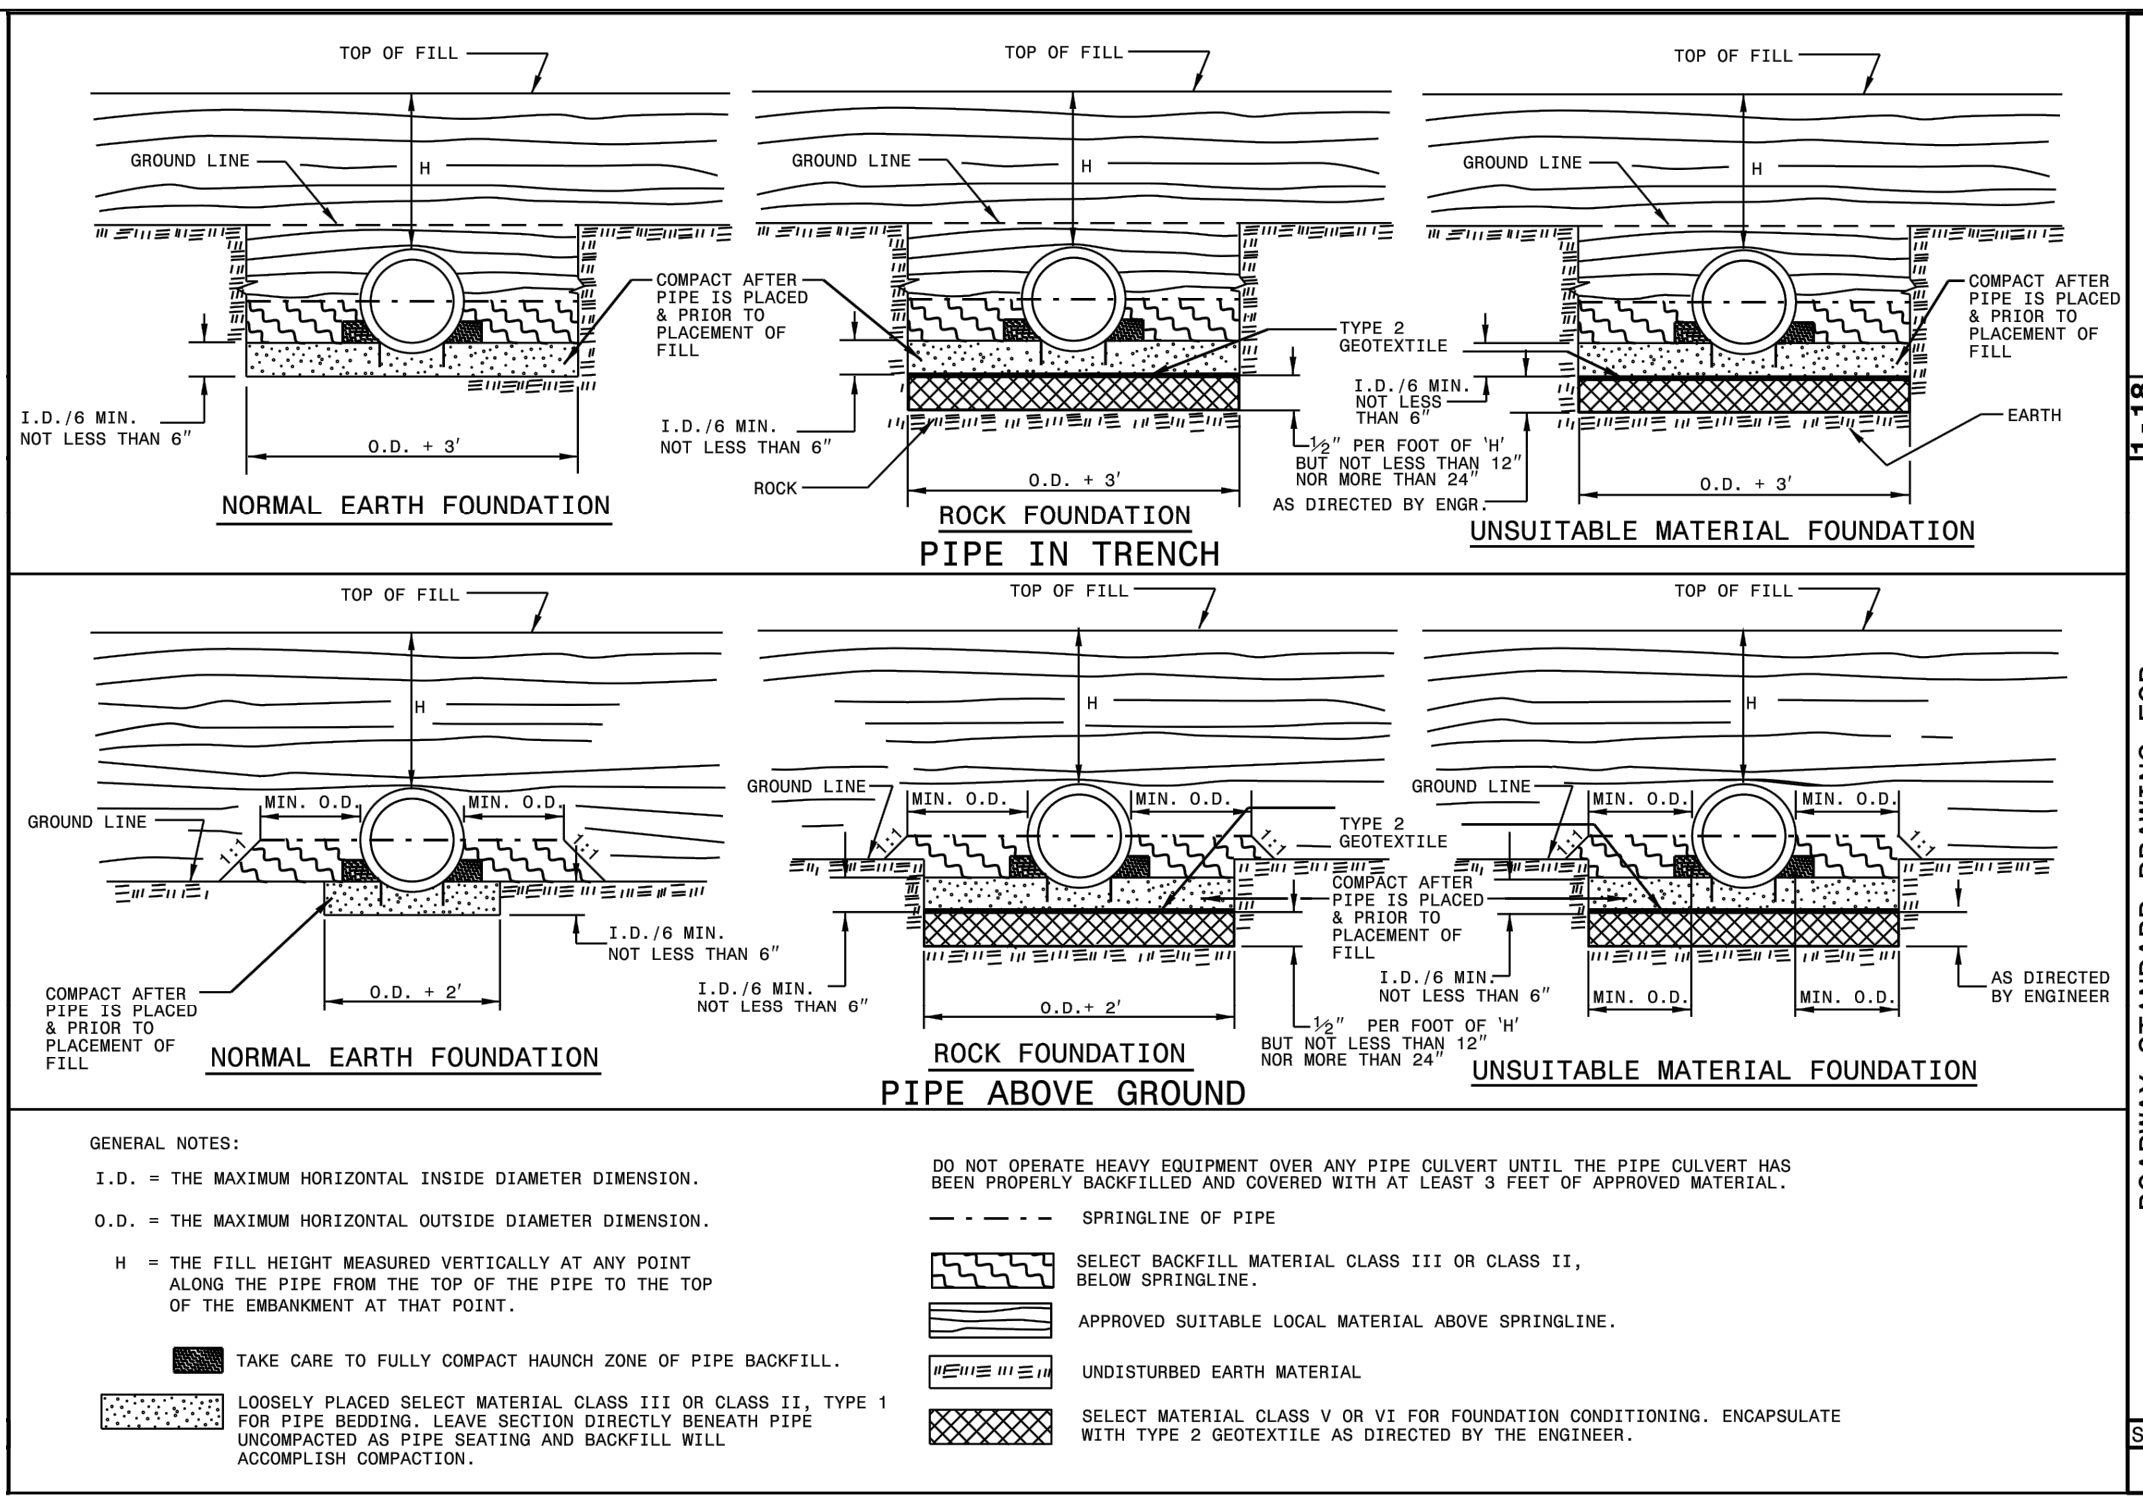 TOP OF FILL
GROUND LINE
H
I.D./6 MIN.
NOT LESS THAN 6"
O.D. + 3'
NORMAL EARTH FOUNDATION
COMPACT AFTER
PIPE IS PLACED
& PRIOR TO
PLACEMENT OF
FILL
TOP OF FILL
GROUND LINE
H
I.D./6 MIN.
NOT LESS THAN 6"
ROCK
O.D. + 3'
ROCK FOUNDATION
TYPE 2
GEOTEXTILE
I.D./6 MIN.
NOT LESS
THAN 6"
½" PER FOOT OF 'H'
BUT NOT LESS THAN 12"
NOR MORE THAN 24"
AS DIRECTED BY ENGR.
TOP OF FILL
GROUND LINE
H
COMPACT AFTER
PIPE IS PLACED
& PRIOR TO
PLACEMENT OF
FILL
EARTH
O.D. + 3'
UNSUITABLE MATERIAL FOUNDATION
PIPE IN TRENCH
TOP OF FILL
H
MIN. O.D.
MIN. O.D.
GROUND LINE
1:1
1:1
I.D./6 MIN.
NOT LESS THAN 6"
O.D. + 2'
COMPACT AFTER
PIPE IS PLACED
& PRIOR TO
PLACEMENT OF
FILL
NORMAL EARTH FOUNDATION
TOP OF FILL
H
GROUND LINE
MIN. O.D.
MIN. O.D.
1:1
TYPE 2
GEOTEXTILE
COMPACT AFTER
PIPE IS PLACED
& PRIOR TO
PLACEMENT OF
FILL
I.D./6 MIN.
NOT LESS THAN 6"
O.D.+ 2'
½" PER FOOT OF 'H'
BUT NOT LESS THAN 12"
NOR MORE THAN 24"
ROCK FOUNDATION
TOP OF FILL
H
GROUND LINE
MIN. O.D.
MIN. O.D.
1:1
1:1
I.D./6 MIN.
NOT LESS THAN 6"
MIN. O.D.
MIN. O.D.
AS DIRECTED
BY ENGINEER
UNSUITABLE MATERIAL FOUNDATION
PIPE ABOVE GROUND
GENERAL NOTES:
I.D. = THE MAXIMUM HORIZONTAL INSIDE DIAMETER DIMENSION.
O.D. = THE MAXIMUM HORIZONTAL OUTSIDE DIAMETER DIMENSION.
H = THE FILL HEIGHT MEASURED VERTICALLY AT ANY POINT
ALONG THE PIPE FROM THE TOP OF THE PIPE TO THE TOP
OF THE EMBANKMENT AT THAT POINT.
TAKE CARE TO FULLY COMPACT HAUNCH ZONE OF PIPE BACKFILL.
LOOSELY PLACED SELECT MATERIAL CLASS III OR CLASS II, TYPE 1
FOR PIPE BEDDING. LEAVE SECTION DIRECTLY BENEATH PIPE
UNCOMPACTED AS PIPE SEATING AND BACKFILL WILL
ACCOMPLISH COMPACTION.
DO NOT OPERATE HEAVY EQUIPMENT OVER ANY PIPE CULVERT UNTIL THE PIPE CULVERT HAS
BEEN PROPERLY BACKFILLED AND COVERED WITH AT LEAST 3 FEET OF APPROVED MATERIAL.
SPRINGLINE OF PIPE
SELECT BACKFILL MATERIAL CLASS III OR CLASS II,
BELOW SPRINGLINE.
APPROVED SUITABLE LOCAL MATERIAL ABOVE SPRINGLINE.
UNDISTURBED EARTH MATERIAL
SELECT MATERIAL CLASS V OR VI FOR FOUNDATION CONDITIONING. ENCAPSULATE
WITH TYPE 2 GEOTEXTILE AS DIRECTED BY THE ENGINEER.
1-18